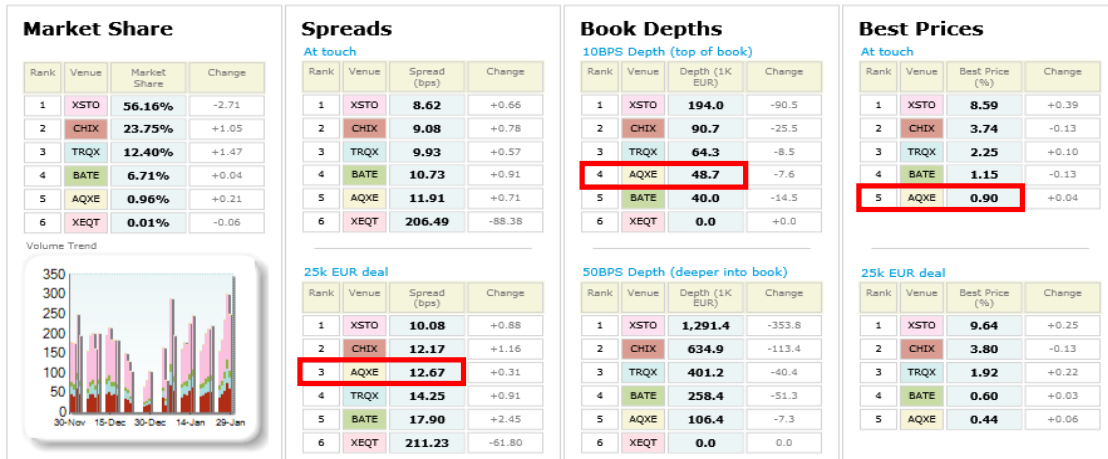 Market Share
Rank Venue Market Share Change
1 XSTO 56.16% -2.71
2 CHIX 23.75% +1.05
3 TRQX 12.40% +1.47
4 BATE 6.71% +0.04
5 AQXE 0.96% +0.21
6 XEQT 0.01% -0.06
Volume Trend
350
300
250
200
150
100
50
0
30-Nov 15-Dec 30-Dec 14-Jan 29-Jan
Spreads
At touch
Rank Venue Spread (bps) Change
1 XSTO 8.62 +0.66
2 CHIX 9.08 +0.78
3 TRQX 9.93 +0.57
4 BATE 10.73 +0.91
5 AQXE 11.91 +0.71
6 XEQT 206.49 -88.38
25k EUR deal
Rank Venue Spread (bps) Change
1 XSTO 10.08 +0.88
2 CHIX 12.17 +1.16
3 AQXE 12.67 +0.31
4 TRQX 14.25 +0.91
5 BATE 17.90 +2.45
6 XEQT 211.23 -61.80
Book Depths
10BPS Depth (top of book)
Rank Venue Depth (1K EUR) Change
1 XSTO 194.0 -90.5
2 CHIX 90.7 -25.5
3 TRQX 64.3 -8.5
4 AQXE 48.7 -7.6
5 BATE 40.0 -14.5
6 XEQT 0.0 +0.0
50BPS Depth (deeper into book)
Rank Venue Depth (1K EUR) Change
1 XSTO 1,291.4 -353.8
2 CHIX 634.9 -113.4
3 TRQX 401.2 -40.4
4 BATE 258.4 -51.3
5 AQXE 106.4 -7.3
6 XEQT 0.0 0.0
Best Prices
At touch
Rank Venue Best Price (%) Change
1 XSTO 8.59 +0.39
2 CHIX 3.74 -0.13
3 TRQX 2.25 +0.10
4 BATE 1.15 -0.13
5 AQXE 0.90 +0.04
25k EUR deal
Rank Venue Best Price (%) Change
1 XSTO 9.64 +0.25
2 CHIX 3.80 -0.13
3 TRQX 1.92 +0.22
4 BATE 0.60 +0.03
5 AQXE 0.44 +0.06